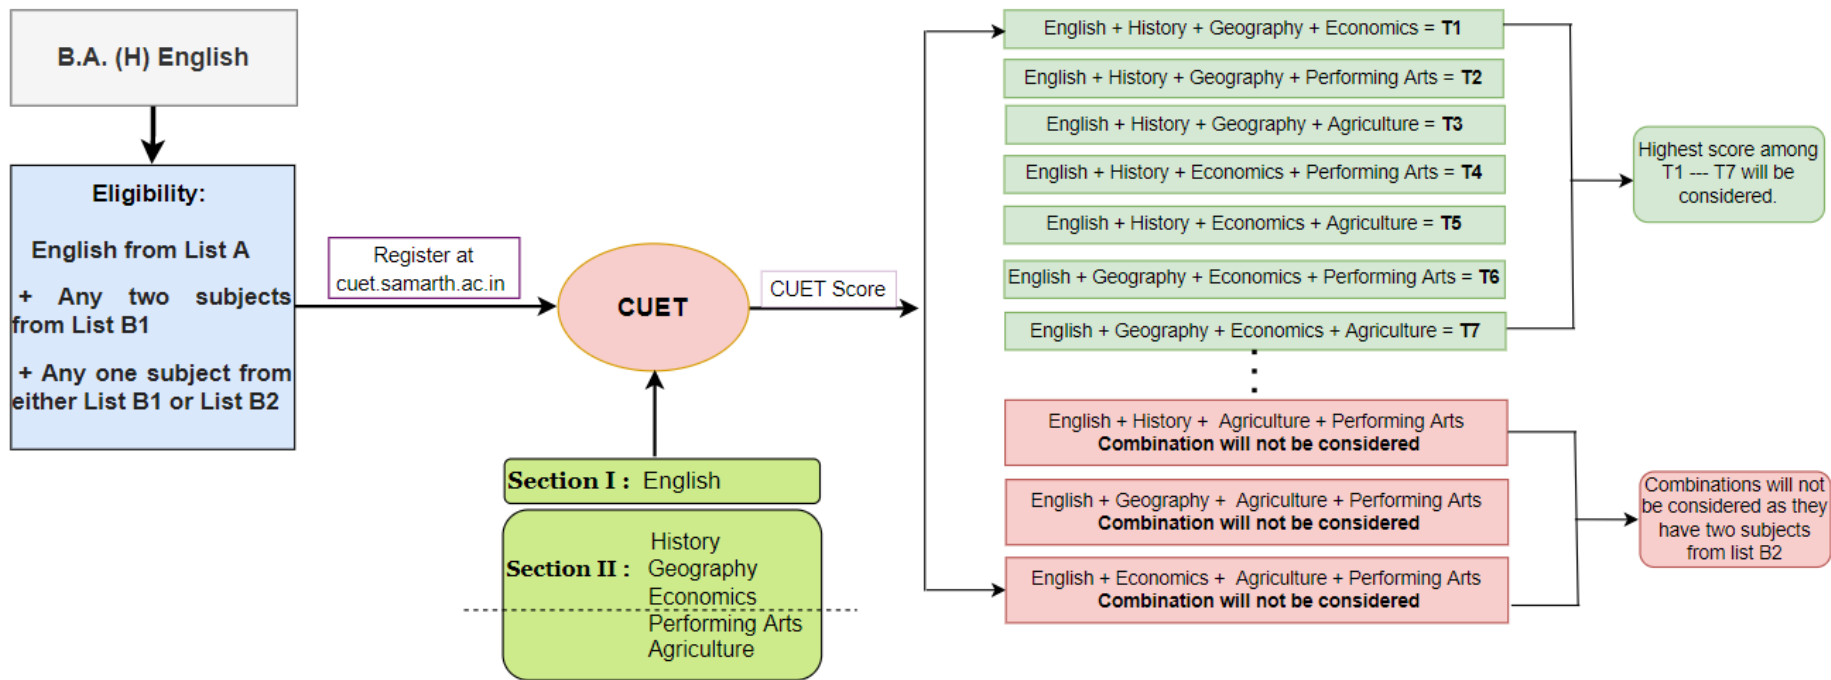 B.A. (H) English
Eligibility:
English from List A
+ Any two subjects
from List B1
+ Any one subject from
either List B1 or List B2
Register at
cuet.samarth.ac.in
CUET
CUET Score
Section I : English
Section II :
History
Geography
Economics
Performing Arts
Agriculture
English + History + Geography + Economics = T1
English + History + Geography + Performing Arts = T2
English + History + Geography + Agriculture = T3
English + History + Economics + Performing Arts = T4
English + History + Economics + Agriculture = T5
English + Geography + Economics + Performing Arts = T6
English + Geography + Economics + Agriculture = T7
Highest score among
T1 --- T7 will be
considered.
English + History + Agriculture + Performing Arts
Combination will not be considered
English + Geography + Agriculture + Performing Arts
Combination will not be considered
English + Economics + Agriculture + Performing Arts
Combination will not be considered
Combinations will not
be considered as they
have two subjects
from list B2